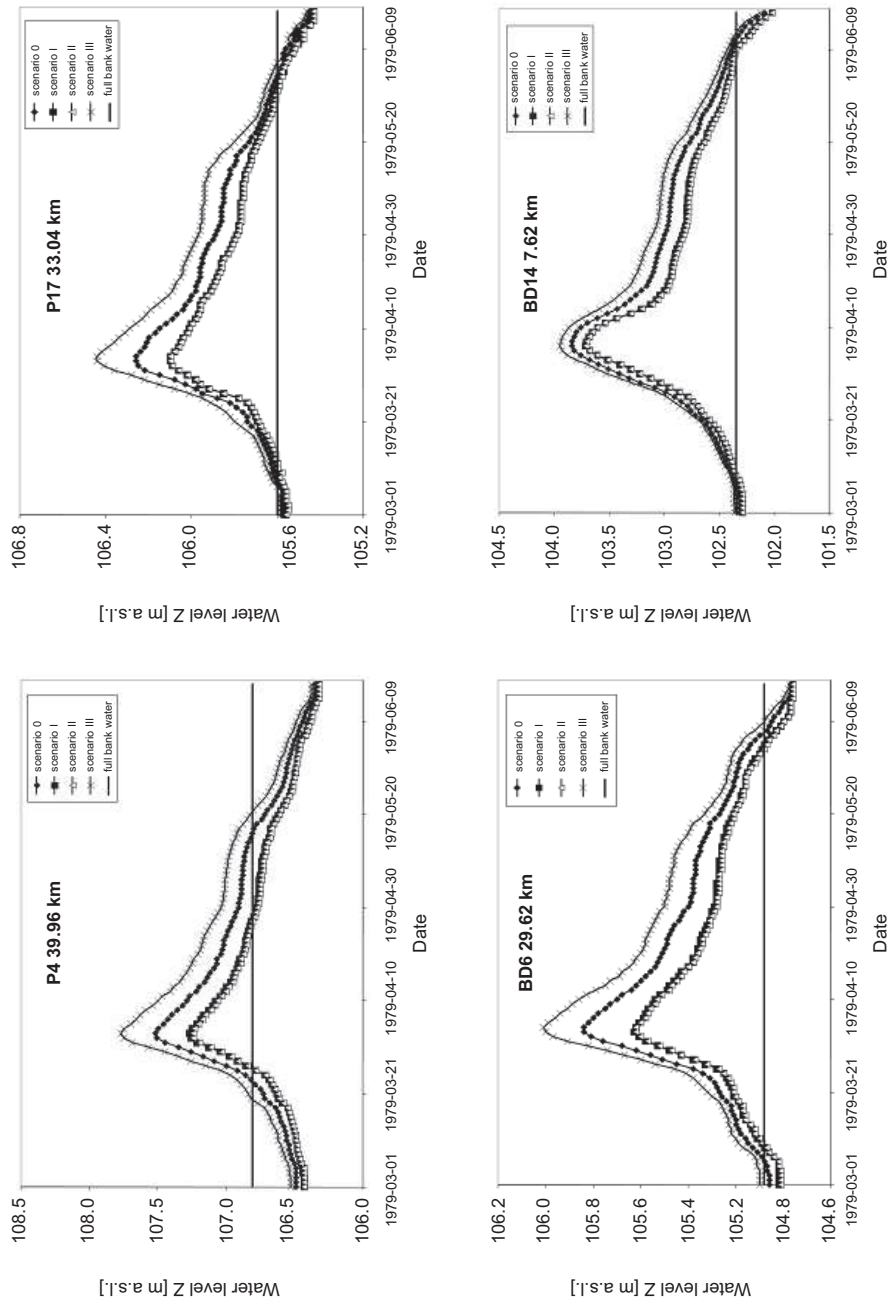 P4 39.96 km
Water level Z [m a.s.l.]
108.5
108.0
107.5
107.0
106.5
106.0
1979-03-01
1979-03-21
1979-04-10
1979-04-30
1979-05-20
1979-06-09
Date
scenario 0
scenario I
scenario II
scenario III
full bank water
P17 33.04 km
Water level Z [m a.s.l.]
106.8
106.4
106.0
105.6
105.2
1979-03-01
1979-03-21
1979-04-10
1979-04-30
1979-05-20
1979-06-09
Date
scenario 0
scenario I
scenario II
scenario III
full bank water
BD6 29.62 km
Water level Z [m a.s.l.]
106.2
106.0
105.8
105.6
105.4
105.2
104.8
104.6
1979-03-01
1979-03-21
1979-04-10
1979-04-30
1979-05-20
1979-06-09
Date
scenario 0
scenario I
scenario II
scenario III
full bank water
BD14 7.62 km
Water level Z [m a.s.l.]
104.5
104.0
103.5
103.0
102.5
102.0
101.5
1979-03-01
1979-03-21
1979-04-10
1979-04-30
1979-05-20
1979-06-09
Date
scenario 0
scenario I
scenario II
scenario III
full bank water